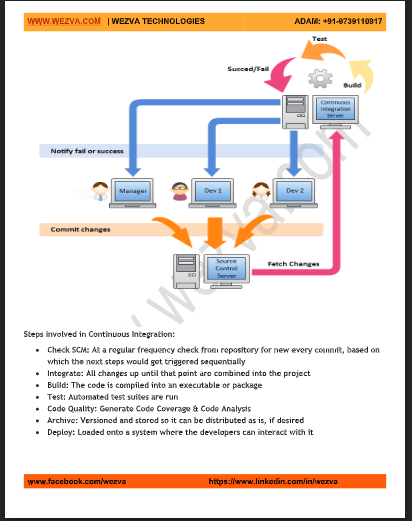 WWW.WEZVA.COM | WEZVA TECHNOLOGIES ADAM: +91-9739110917
Test
Succed/Fail
Build
Continuous
Integration
Server
Notify fail or success
Manager
Dev 1
Dev 2
Commit changes
Source
Control
Server
Fetch Changes
wezva.com
Steps involved in Continuous Integration:
• Check SCM: At a regular frequency check from repository for new every commit, based on
which the next steps would get triggered sequentially
• Integrate: All changes up until that point are combined into the project
• Build: The code is compiled into an executable or package
• Test: Automated test suites are run
• Code Quality: Generate Code Coverage & Code Analysis
• Archive: Versioned and stored so it can be distributed as is, if desired
• Deploy: Loaded onto a system where the developers can interact with it
www.facebook.com/wezva https://www.linkedin.com/in/wezva